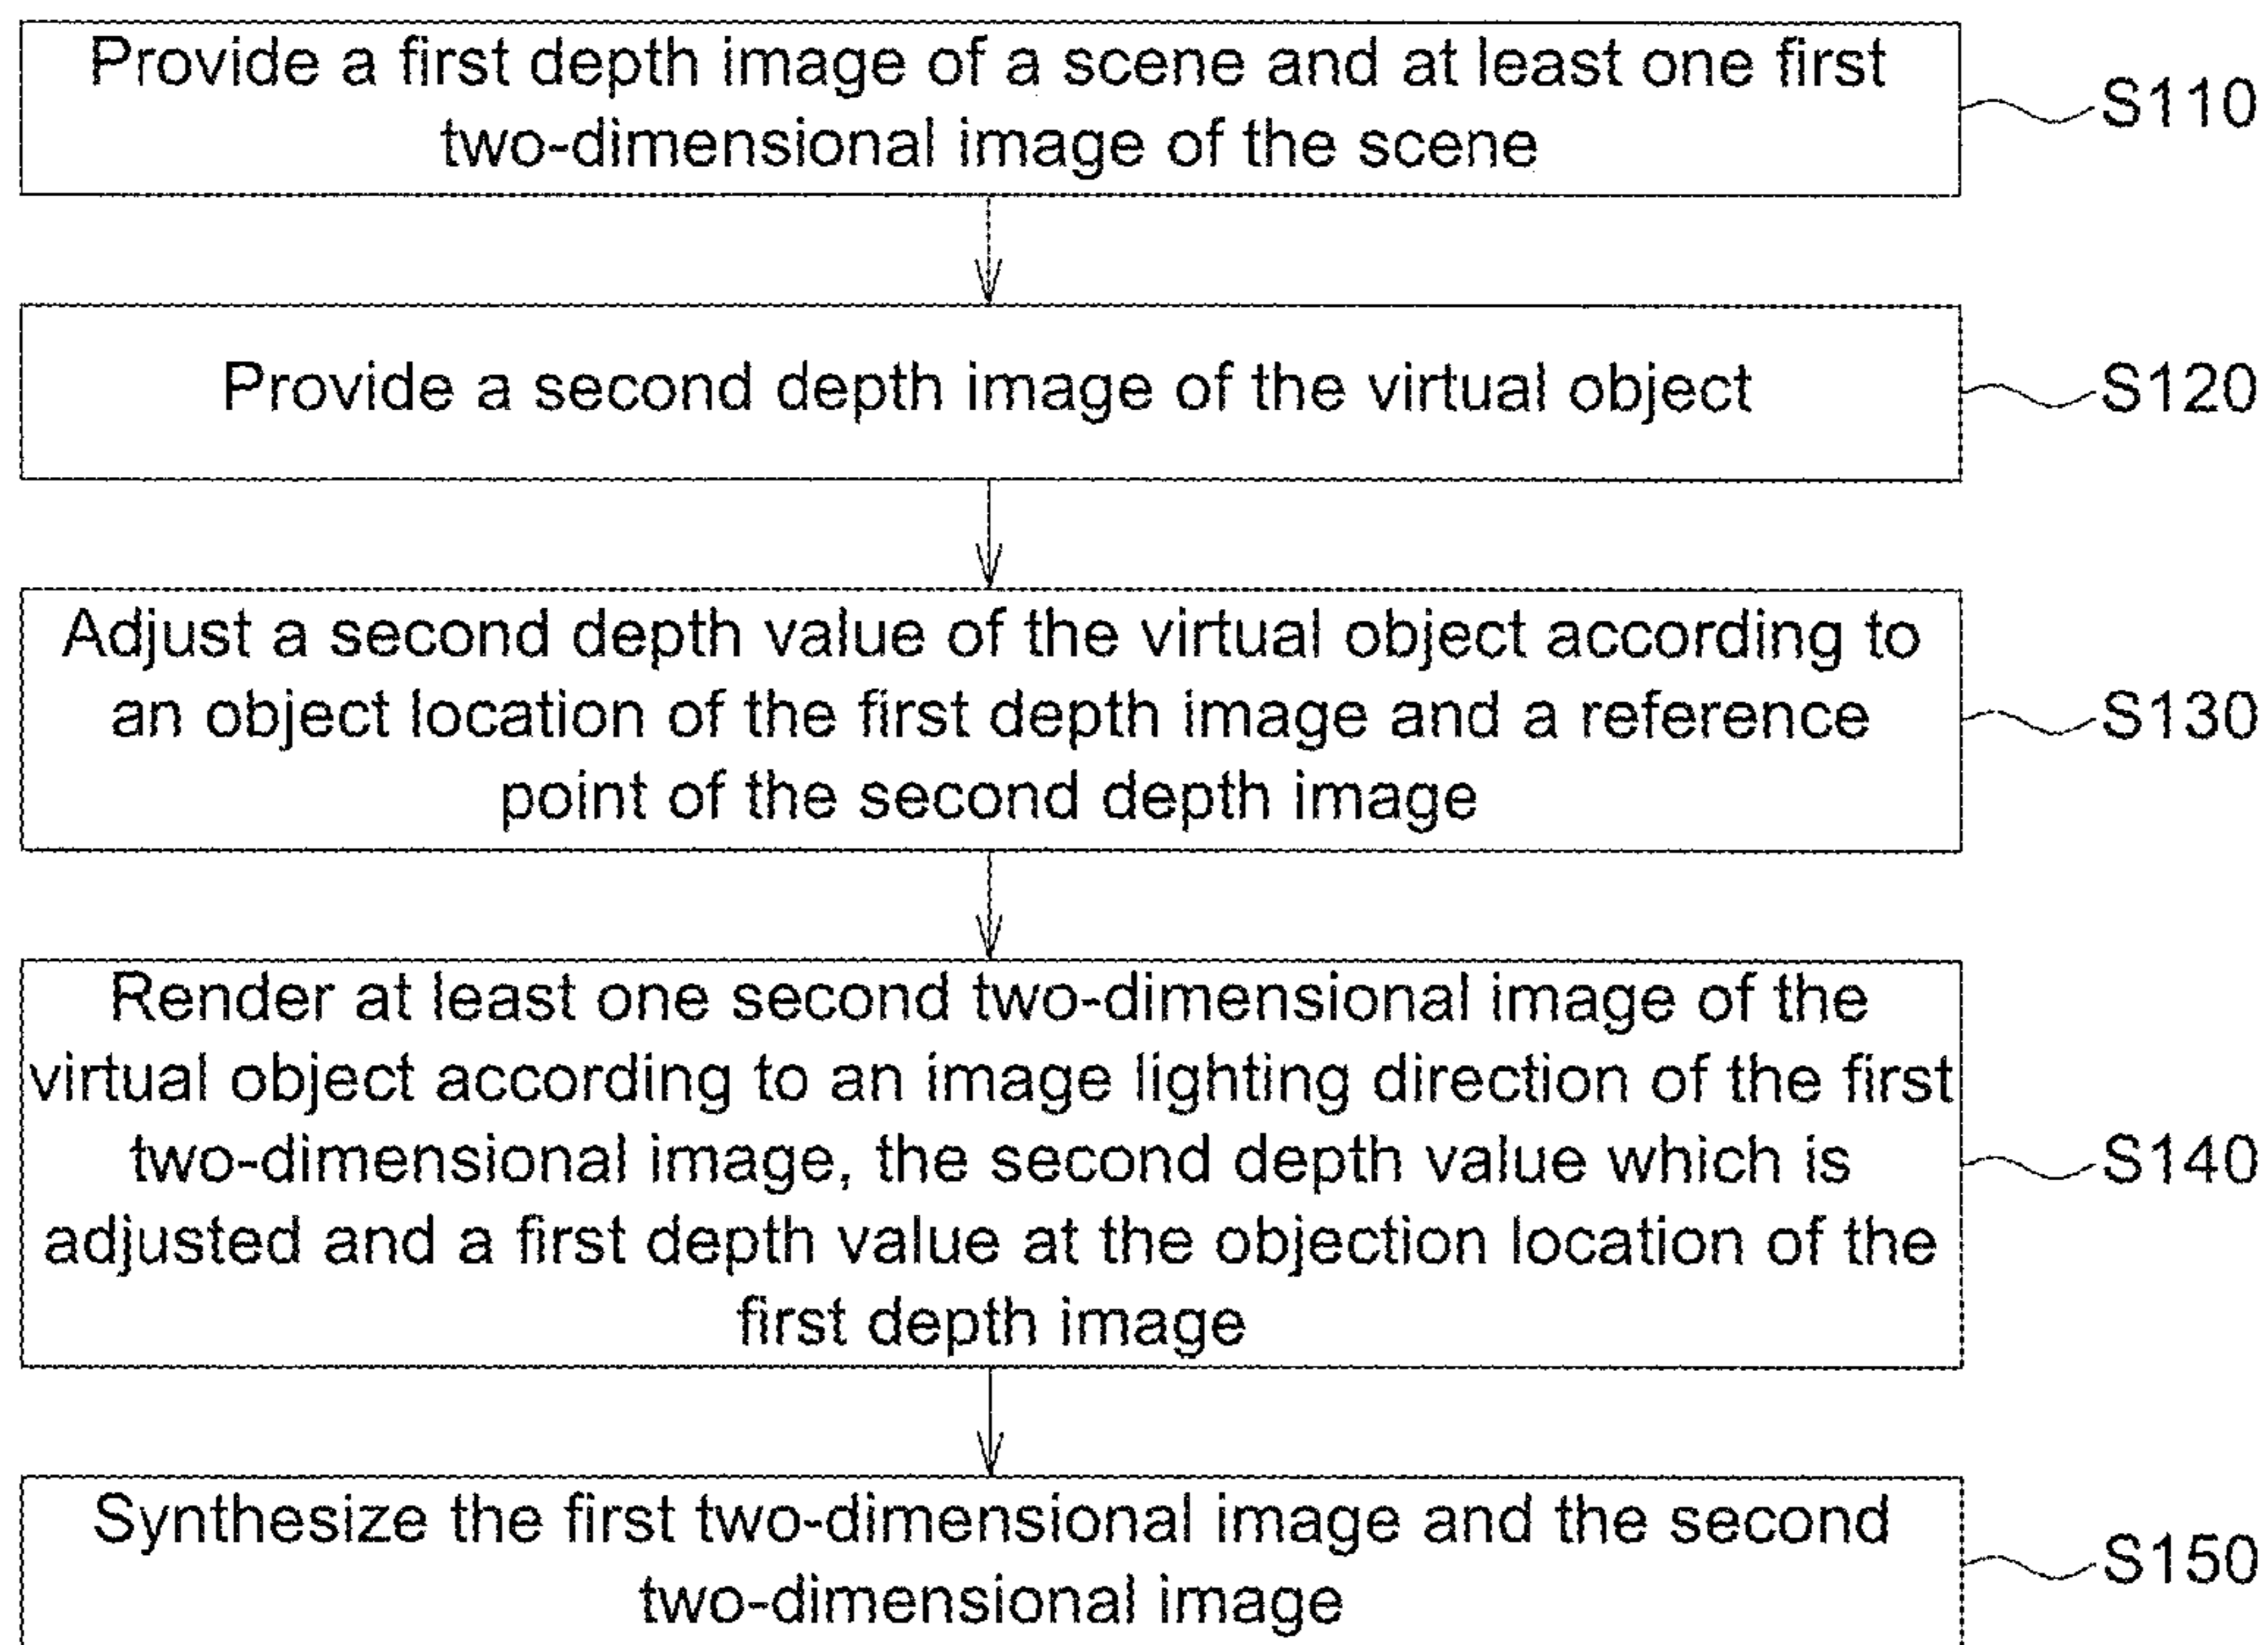 Provide a first depth image of a scene and at least one first
two-dimensional image of the scene
S110
Provide a second depth image of the virtual object
S120
Adjust a second depth value of the virtual object according to
an object location of the first depth image and a reference
point of the second depth image
S130
Render at least one second two-dimensional image of the
virtual object according to an image lighting direction of the first
two-dimensional image, the second depth value which is
adjusted and a first depth value at the objection location of the
first depth image
S140
Synthesize the first two-dimensional image and the second
two-dimensional image
S150